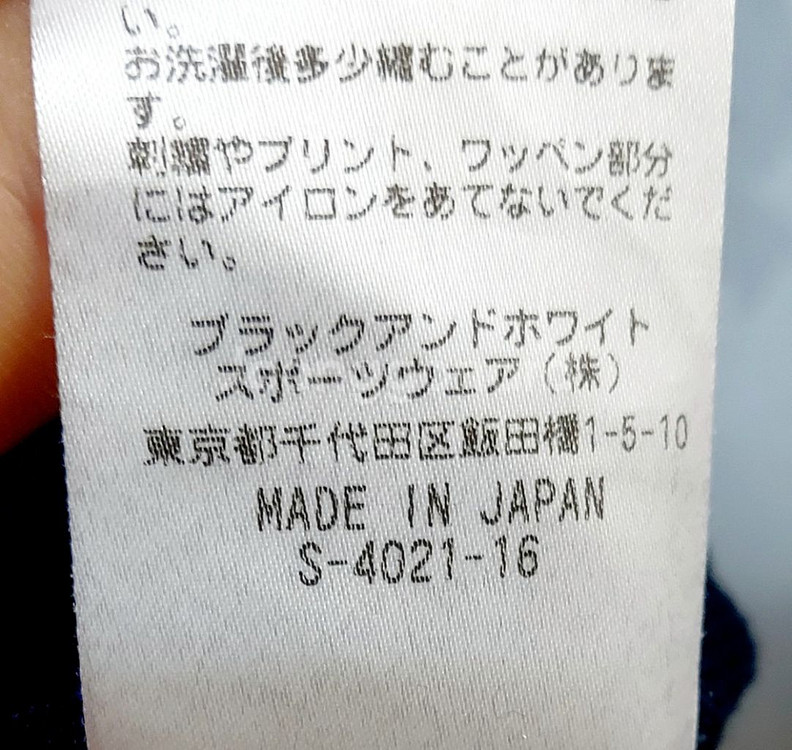 い。
お洗濯後多少縮むことがありま
す。
刺繍やプリント、ワッペン部分
にはアイロンをあてないでくだ
さい。
ブラックアンドホワイト
スポーツウェア（株）
東京都千代田区飯田橋1-5-10
MADE IN JAPAN
S-4021-16